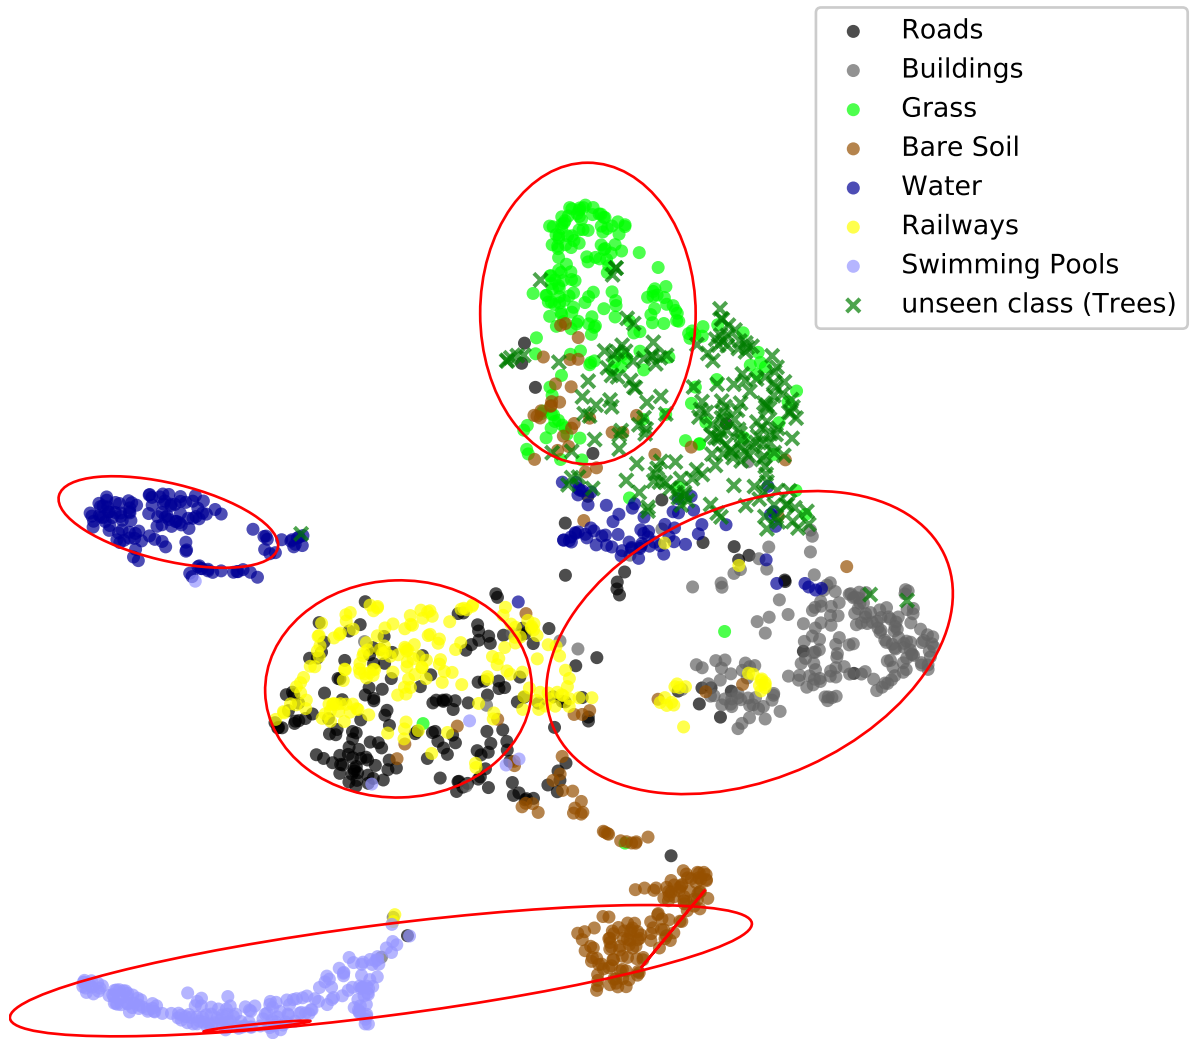 Roads
Buildings
Grass
Bare Soil
Water
Railways
Swimming Pools
unseen class (Trees)